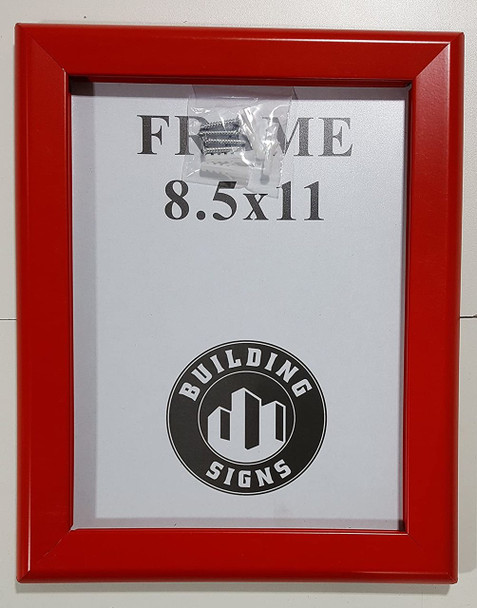 FRAME
8.5x11
BUILDING
SIGNS